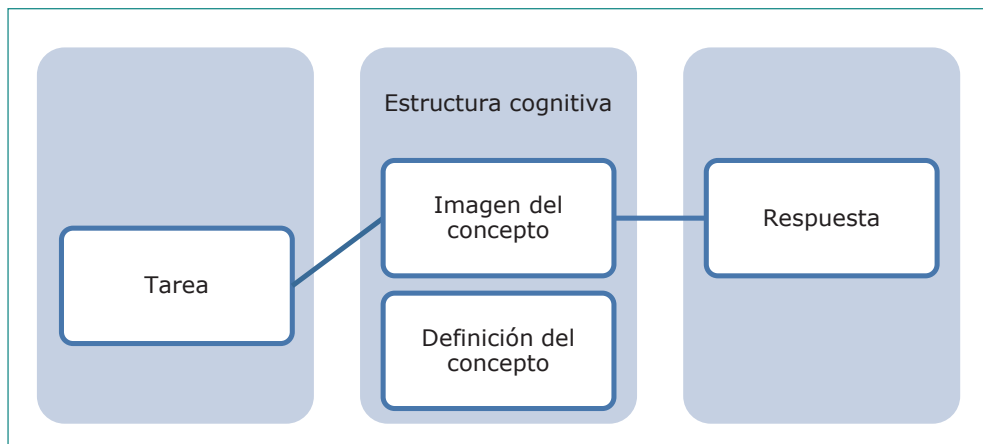 Estructura cognitiva
Tarea
Imagen del
concepto
Definición del
concepto
Respuesta